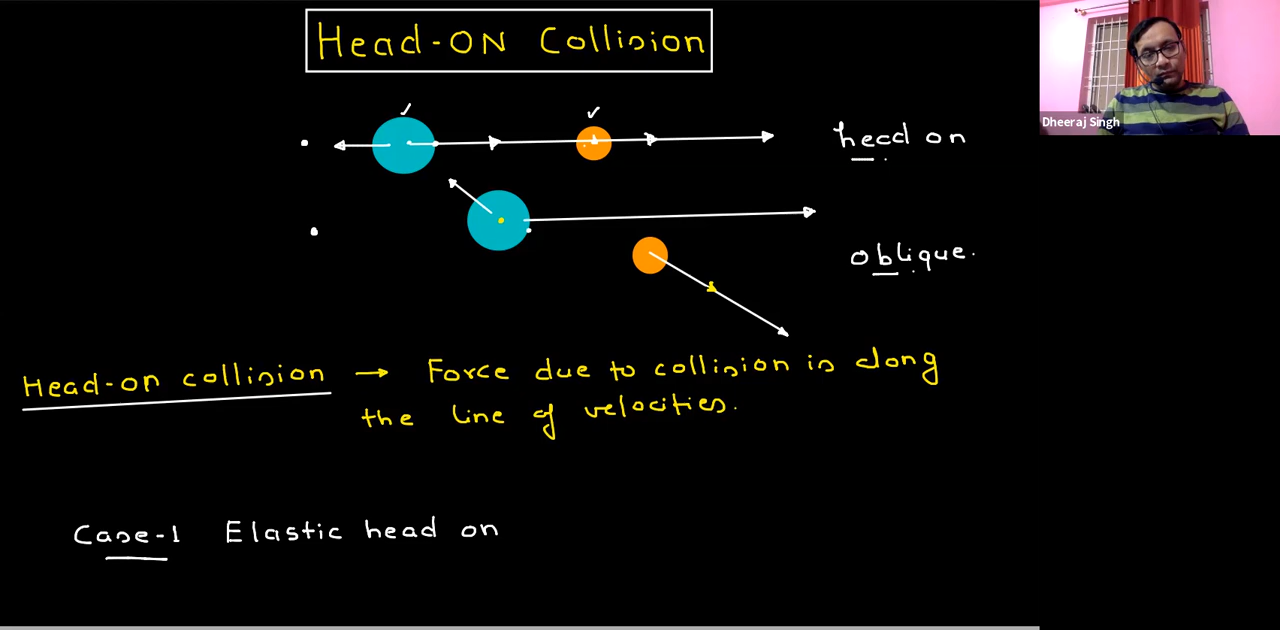 Head-ON Collision
Dheeraj Singh
head on
oblique.
Head-on collision → Force due to collision is along
the line of velocities.
Case-1 Elastic head on